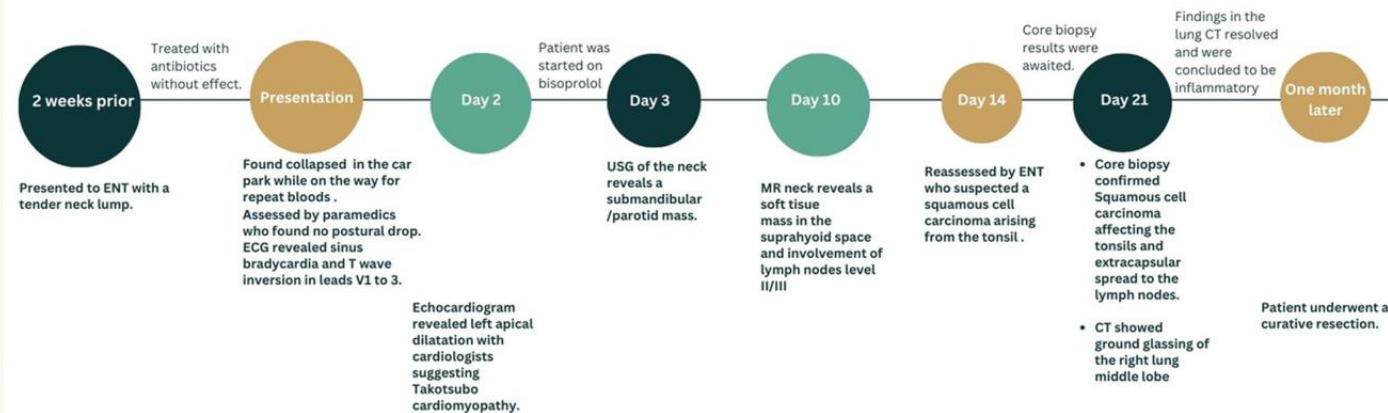 2 weeks prior
Presented to ENT with a
tender neck lump.
Treated with
antibiotics
without effect.
Presentation
Found collapsed in the car
park while on the way for
repeat bloods .
Assessed by paramedics
who found no postural drop.
ECG revealed sinus
bradycardia and T wave
inversion in leads V1 to 3.
Day 2
Echocardiogram
revealed left apical
dilatation with
cardiologists
suggesting
Takotsubo
cardiomyopathy.
Patient was
started on
bisoprolol
Day 3
USG of the neck
reveals a
submandibular
/parotid mass.
Day 10
MR neck reveals a
soft tissue
mass in the
suprahyoid space
and involvement of
lymph nodes level
II/III
Day 14
Reassessed by ENT
who suspected a
squamous cell
carcinoma arising
from the tonsil .
Core biopsy
results were
awaited.
Day 21
• Core biopsy
confirmed
Squamous cell
carcinoma
affecting the
tonsils and
extracapsular
spread to the
lymph nodes.
• CT showed
ground glassing of
the right lung
middle lobe
Findings in the
lung CT resolved
and were
concluded to be
inflammatory
One month
later
Patient underwent a
curative resection.